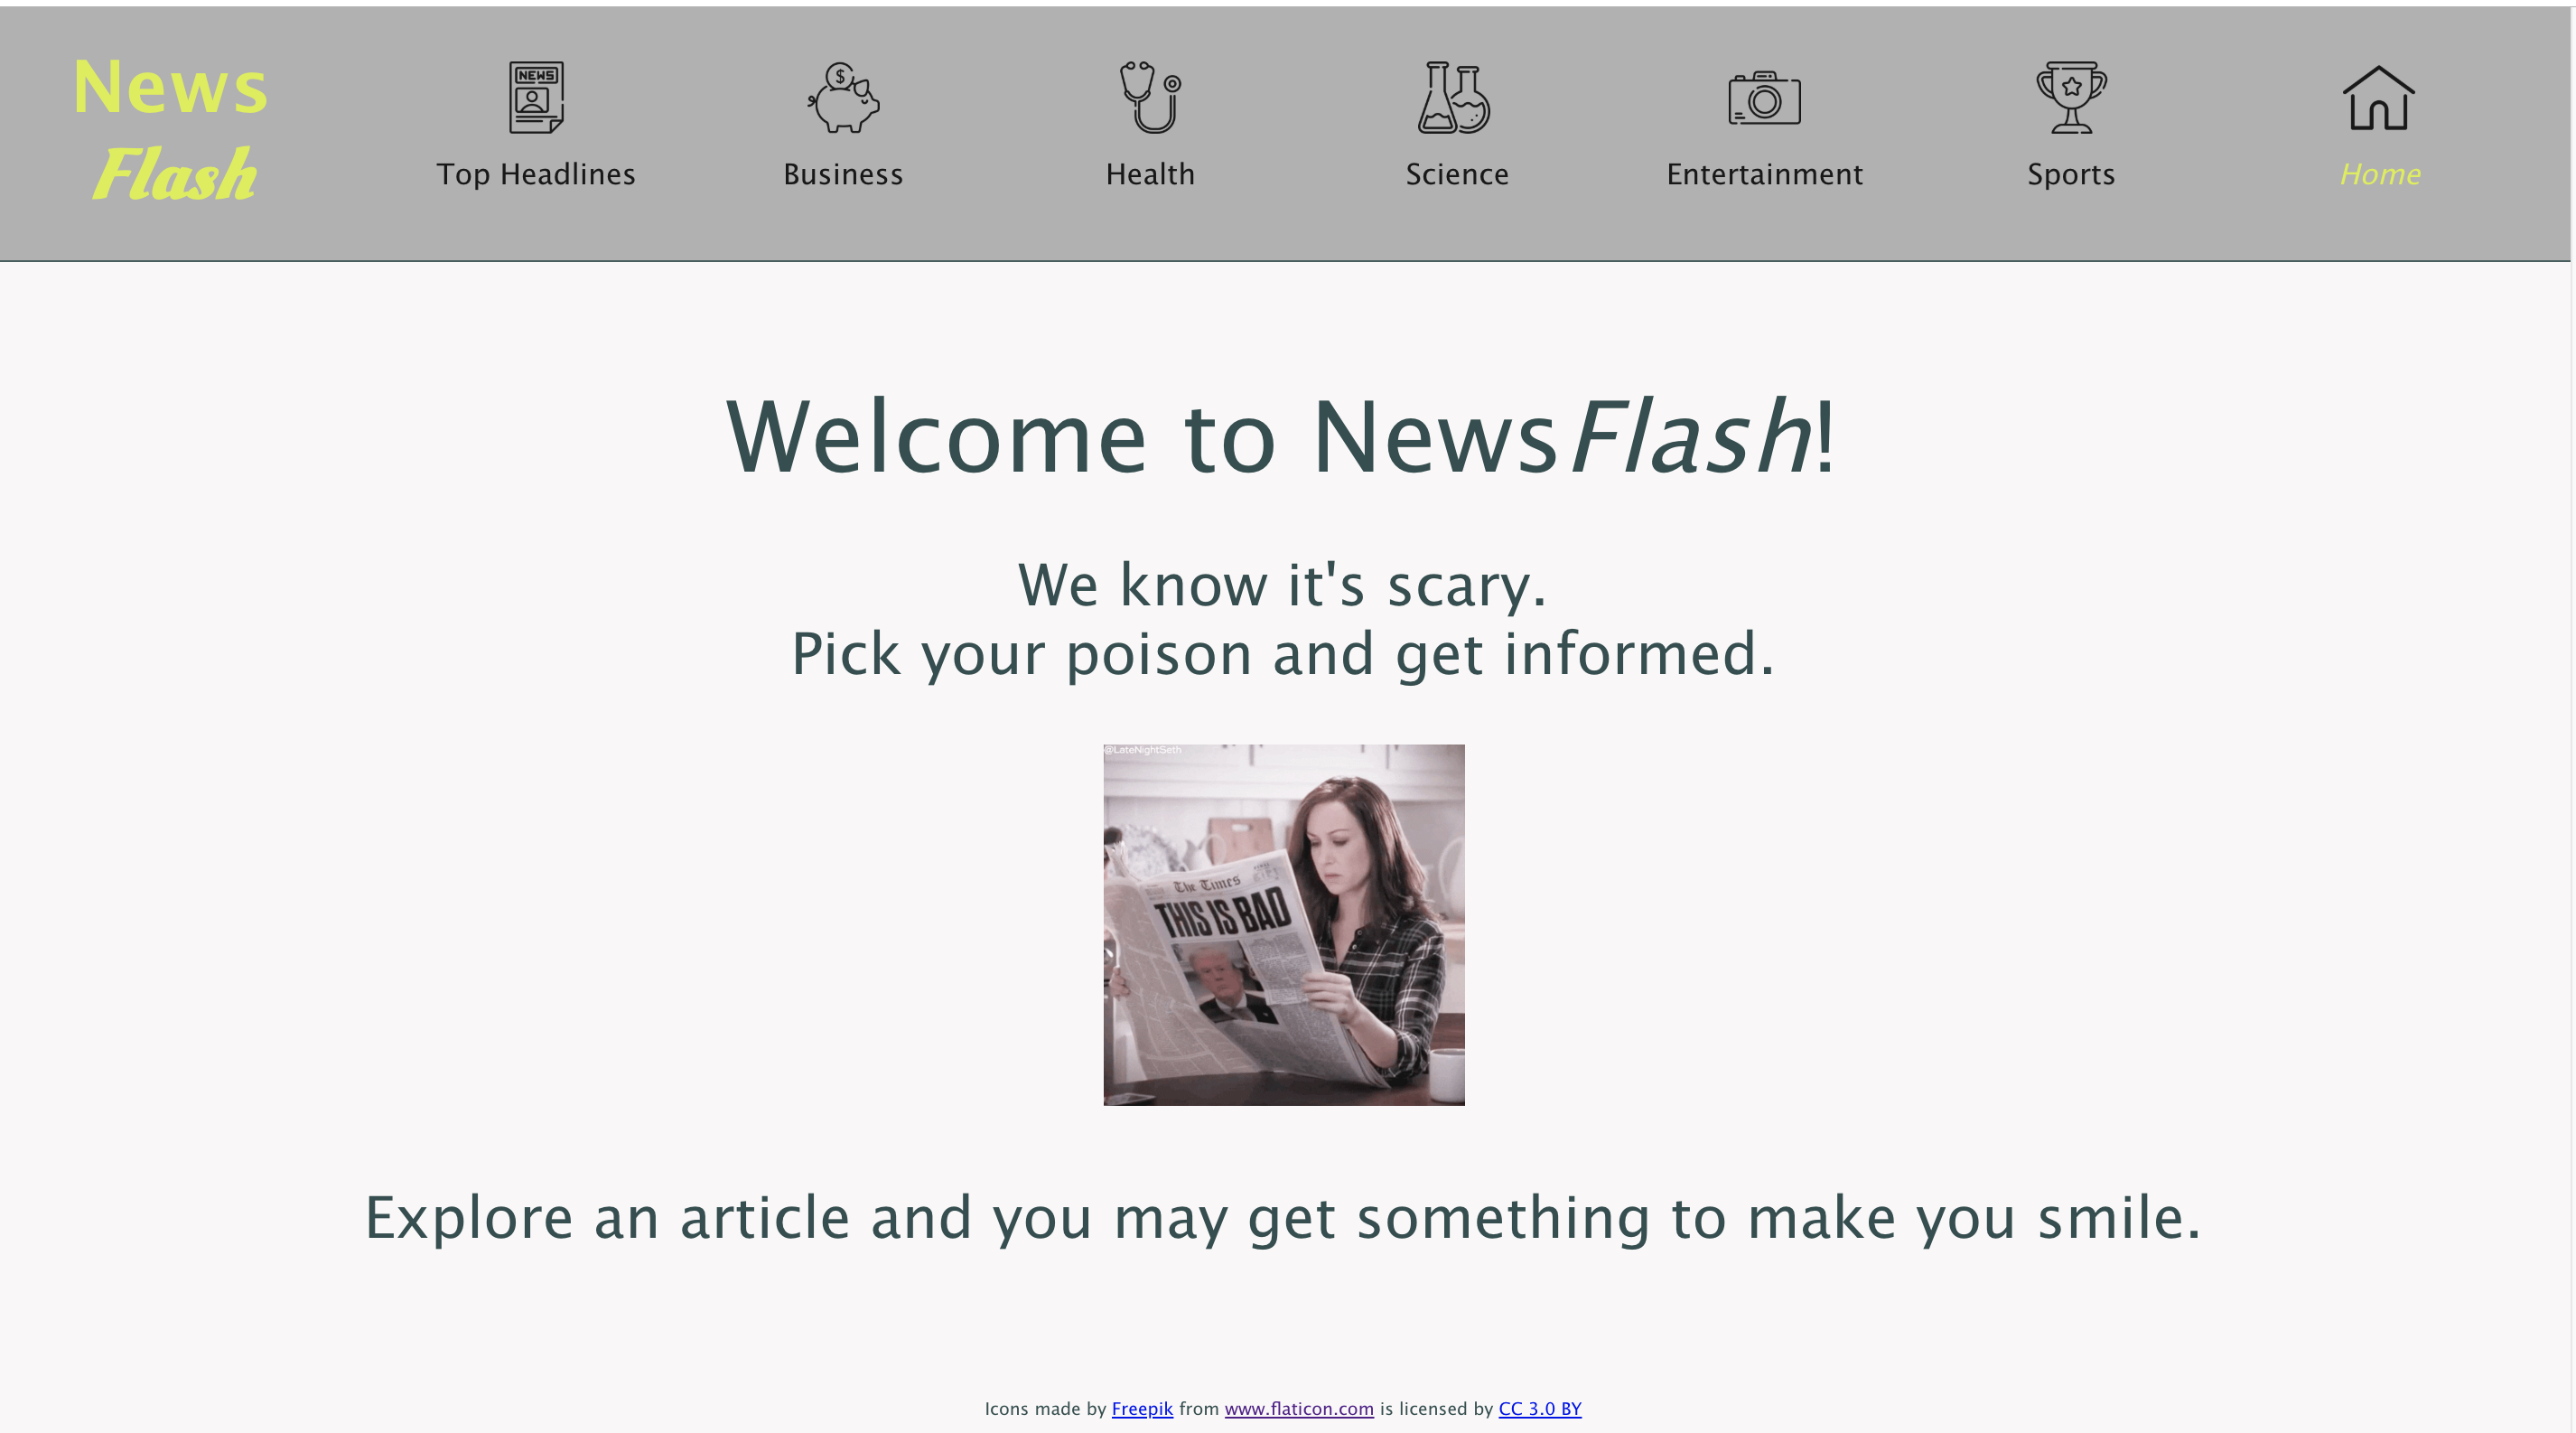 News
Flash
NEWS
$
Top Headlines
Business
Health
Science
Entertainment
Sports
Home
Welcome to NewsFlash!
We know it's scary.
Pick your poison and get informed.
@LateNightSeth
The Times
THIS IS BAD
Explore an article and you may get something to make you smile.
Icons made by Freepik from www.flaticon.com is licensed by CC 3.0 BY